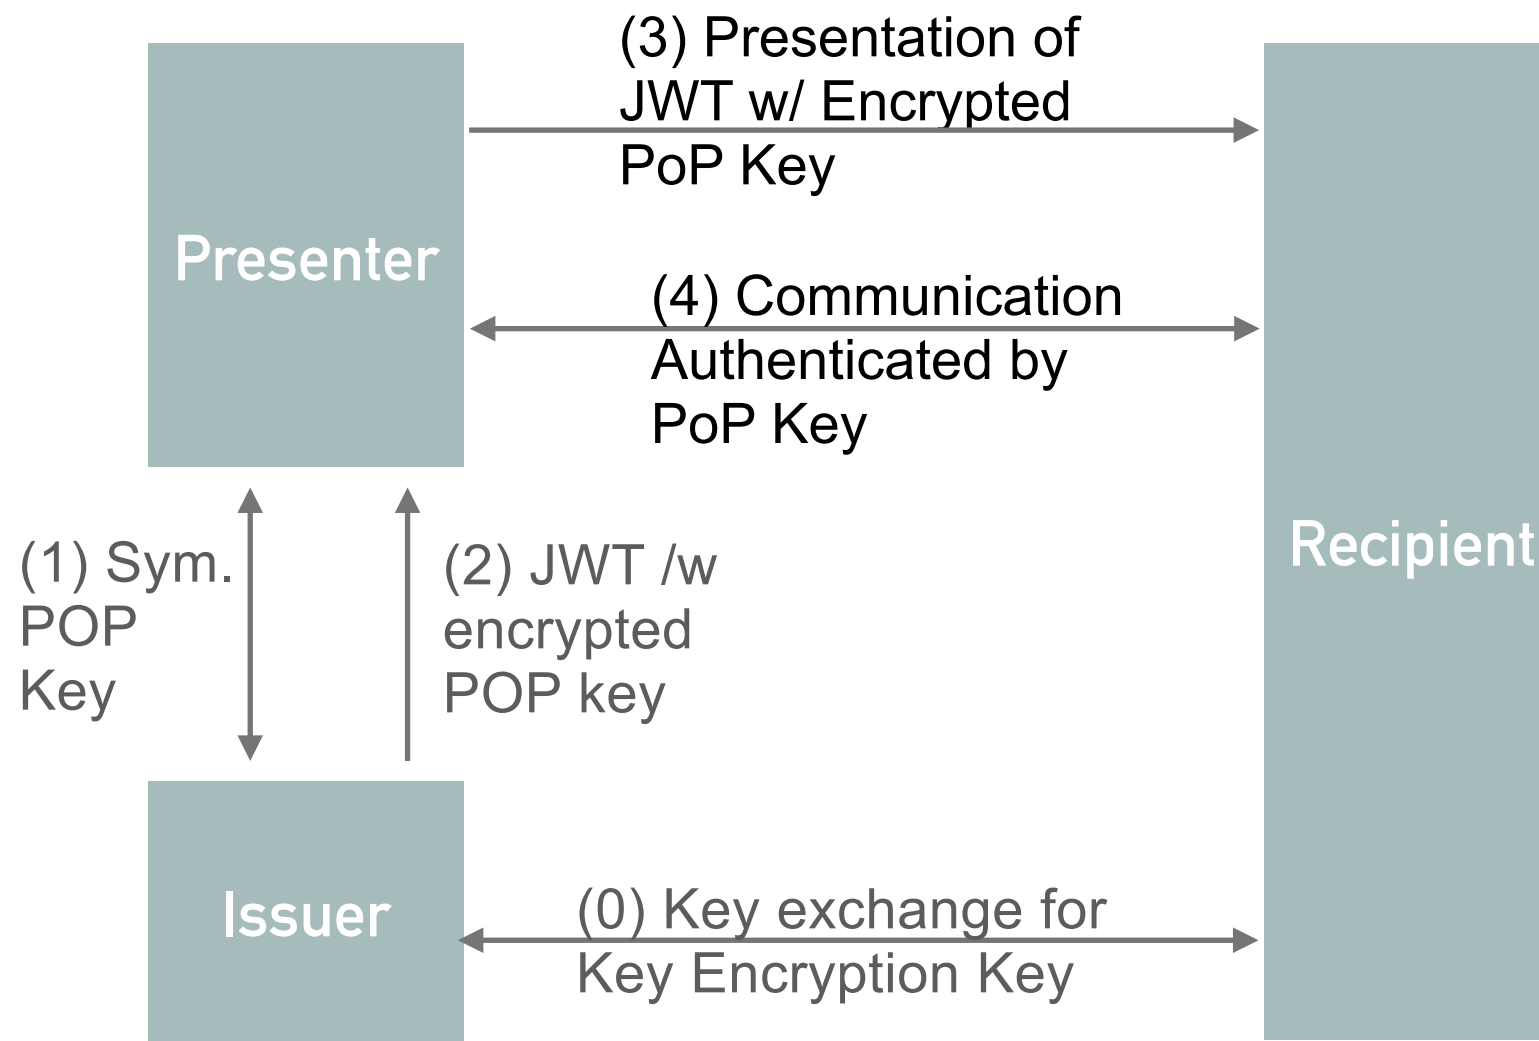 (3) Presentation of
JWT w/ Encrypted
PoP Key
Presenter
(4) Communication
Authenticated by
PoP Key
(1) Sym.
POP
Key
(2) JWT /w
encrypted
POP key
Recipient
Issuer
(0) Key exchange for
Key Encryption Key